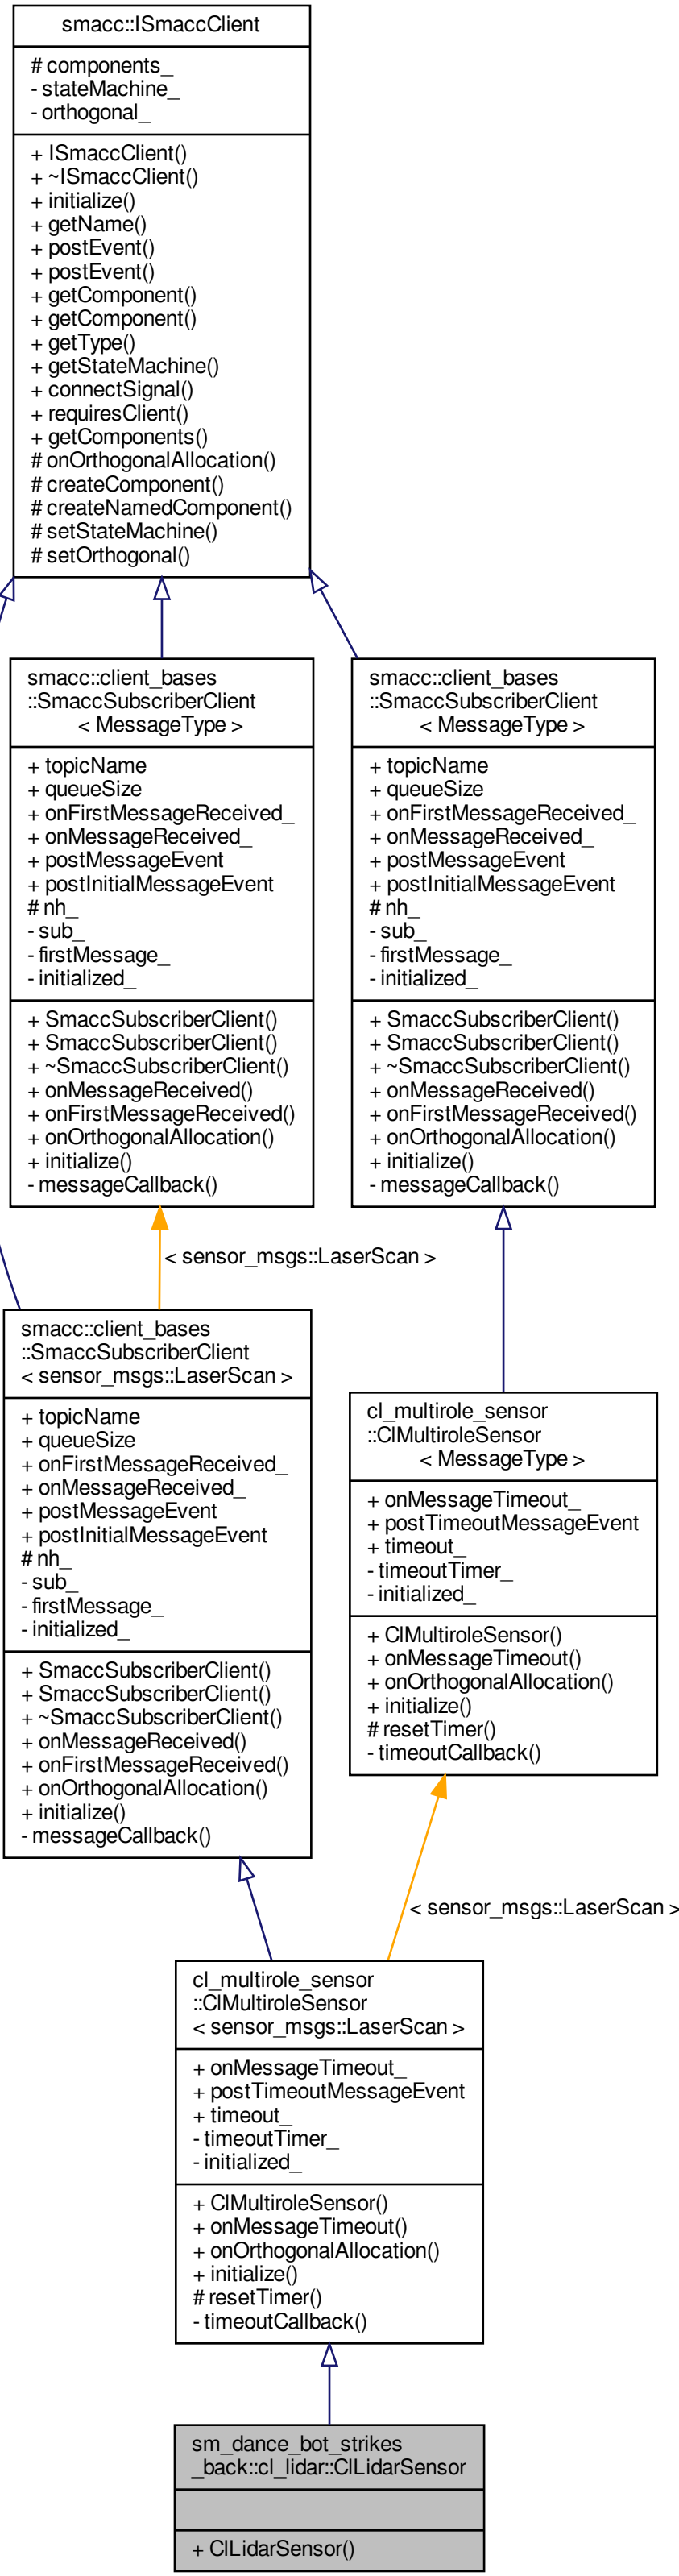 smacc::ISmaccClient
# components_
- stateMachine_
- orthogonal_
+ ISmaccClient()
+ ~ISmaccClient()
+ initialize()
+ getName()
+ postEvent()
+ postEvent()
+ getComponent()
+ getComponent()
+ getType()
+ getStateMachine()
+ connectSignal()
+ requiresClient()
+ getComponents()
# onOrthogonalAllocation()
# createComponent()
# createNamedComponent()
# setStateMachine()
# setOrthogonal()
smacc::client_bases
::SmaccSubscriberClient
< MessageType >
+ topicName
+ queueSize
+ onFirstMessageReceived_
+ onMessageReceived_
+ postMessageEvent
+ postInitialMessageEvent
# nh_
- sub_
- firstMessage_
- initialized_
+ SmaccSubscriberClient()
+ SmaccSubscriberClient()
+ ~SmaccSubscriberClient()
+ onMessageReceived()
+ onFirstMessageReceived()
+ onOrthogonalAllocation()
+ initialize()
- messageCallback()
smacc::client_bases
::SmaccSubscriberClient
< MessageType >
+ topicName
+ queueSize
+ onFirstMessageReceived_
+ onMessageReceived_
+ postMessageEvent
+ postInitialMessageEvent
# nh_
- sub_
- firstMessage_
- initialized_
+ SmaccSubscriberClient()
+ SmaccSubscriberClient()
+ ~SmaccSubscriberClient()
+ onMessageReceived()
+ onFirstMessageReceived()
+ onOrthogonalAllocation()
+ initialize()
- messageCallback()
< sensor_msgs::LaserScan >
smacc::client_bases
::SmaccSubscriberClient
< sensor_msgs::LaserScan >
+ topicName
+ queueSize
+ onFirstMessageReceived_
+ onMessageReceived_
+ postMessageEvent
+ postInitialMessageEvent
# nh_
- sub_
- firstMessage_
- initialized_
+ SmaccSubscriberClient()
+ SmaccSubscriberClient()
+ ~SmaccSubscriberClient()
+ onMessageReceived()
+ onFirstMessageReceived()
+ onOrthogonalAllocation()
+ initialize()
- messageCallback()
cl_multirole_sensor
::ClMultiroleSensor
< MessageType >
+ onMessageTimeout_
+ postTimeoutMessageEvent
+ timeout_
- timeoutTimer_
- initialized_
+ ClMultiroleSensor()
+ onMessageTimeout()
+ onOrthogonalAllocation()
+ initialize()
# resetTimer()
- timeoutCallback()
< sensor_msgs::LaserScan >
cl_multirole_sensor
::ClMultiroleSensor
< sensor_msgs::LaserScan >
+ onMessageTimeout_
+ postTimeoutMessageEvent
+ timeout_
- timeoutTimer_
- initialized_
+ ClMultiroleSensor()
+ onMessageTimeout()
+ onOrthogonalAllocation()
+ initialize()
# resetTimer()
- timeoutCallback()
sm_dance_bot_strikes
_back::cl_lidar::ClLidarSensor
+ ClLidarSensor()